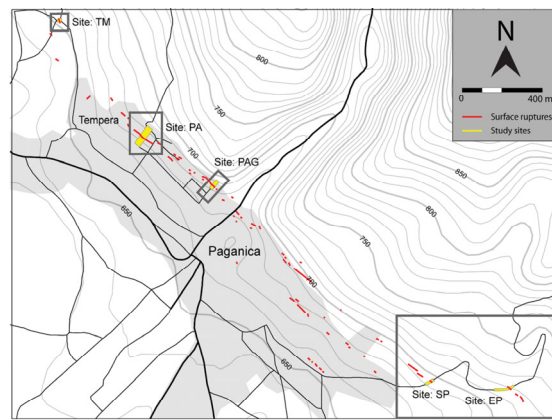 Site: TM
N
800
0
400 m
Surface ruptures
Study sites
750
Tempera
Site: PA
700
Site: PAG
850
650
800
Paganica
750
700
650
Site: SP
Site: EP